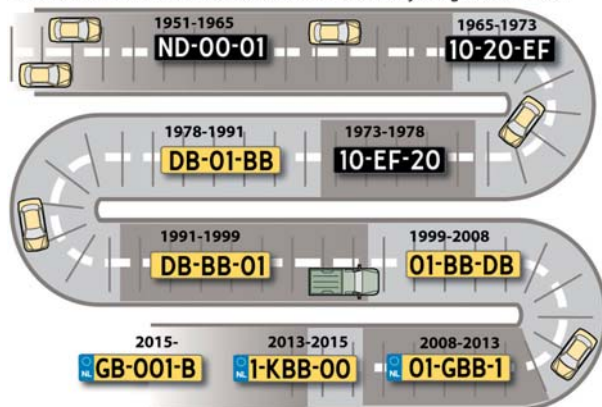 1951-1965
ND-00-01
1965-1973
10-20-EF
1978-1991
DB-01-BB
1973-1978
10-EF-20
1991-1999
DB-BB-01
1999-2008
01-BB-DB
2015-
NL GB-001-B
2013-2015
NL 1-KBB-00
2008-2013
NL 01-GBB-1